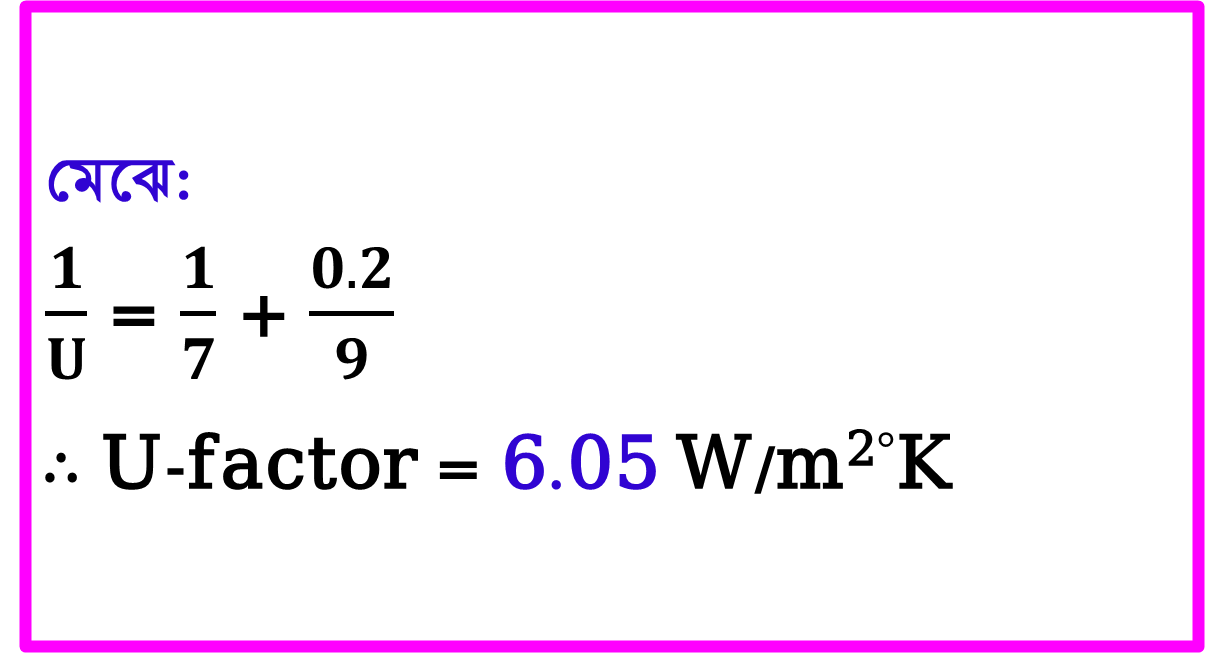 মেঝে:
1/U = 1/7 + 0.2/9
∴ U-factor = 6.05 W/m²°K